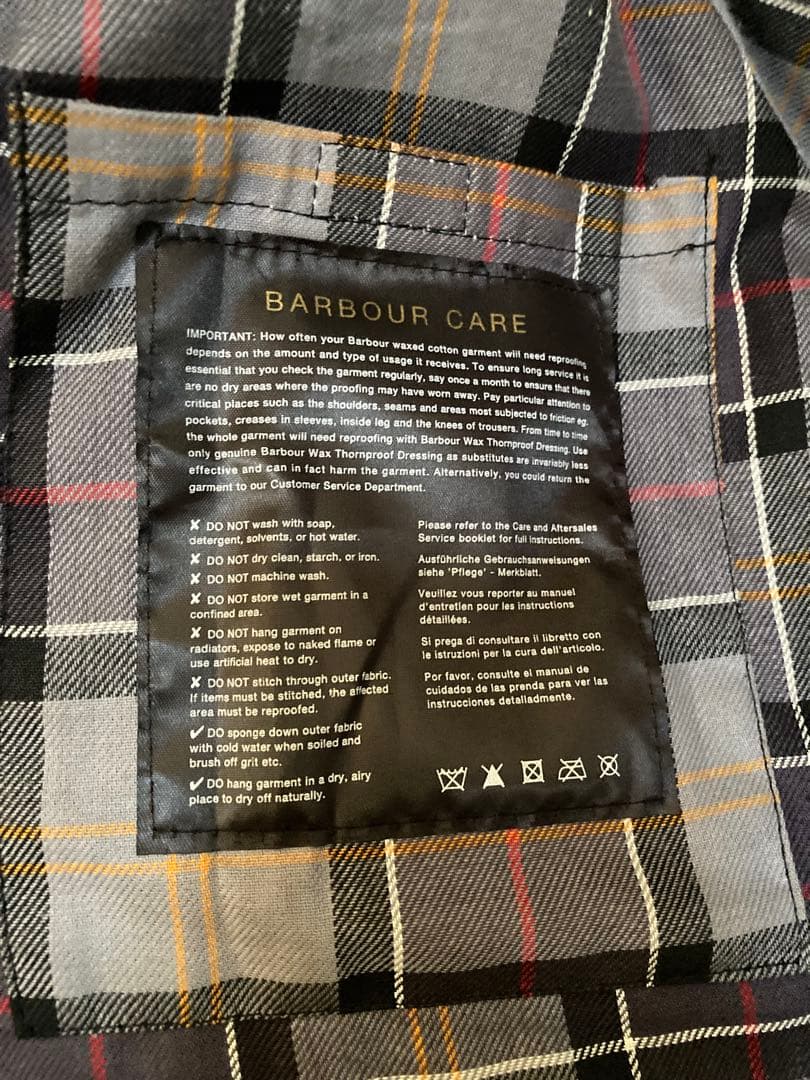 BARBOUR CARE
IMPORTANT: How often your Barbour waxed cotton garment will need reproofing
depends on the amount and type of usage it receives. To ensure long service it is
essential that you check the garment regularly, say once a month to ensure that there
are no dry areas where the proofing may have worn away. Pay particular attention to
critical places such as the shoulders, seams and areas most subjected to friction eg.
pockets, creases in sleeves, inside leg and the knees of trousers. From time to time
the whole garment will need reproofing with Barbour Wax Thornproof Dressing. Use
only genuine Barbour Wax Thornproof Dressing as substitutes are invariably less
effective and can in fact harm the garment. Alternatively, you could return the
garment to our Customer Service Department.
✘ DO NOT wash with soap,
detergent, solvents, or hot water.
✘ DO NOT dry clean, starch, or iron.
✘ DO NOT machine wash.
✘ DO NOT store wet garment in a
confined area.
✘ DO NOT hang garment on
radiators, expose to naked flame or
use artificial heat to dry.
✘ DO NOT stitch through outer fabric.
If items must be stitched, the affected
area must be reproofed.
✔ DO sponge down outer fabric
with cold water when soiled and
brush off grit etc.
✔ DO hang garment in a dry, airy
place to dry off naturally.
Please refer to the Care and Aftersales
Service booklet for full instructions.
Ausführliche Gebrauchsanweisungen
siehe 'Pflege' - Merkblatt.
Veuillez vous reporter au manuel
d'entretien pour les instructions
détaillées.
Si prega di consultare il libretto con
le istruzioni per la cura dell'articolo.
Por favor, consulte el manual de
cuidados de las prenda para ver las
instrucciones detalladmente.